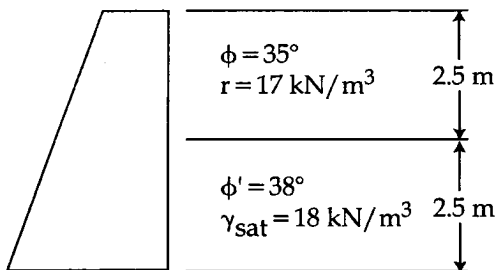 ϕ = 35°
r = 17 kN/m³
2.5 m
ϕ' = 38°
γsat = 18 kN/m³
2.5 m